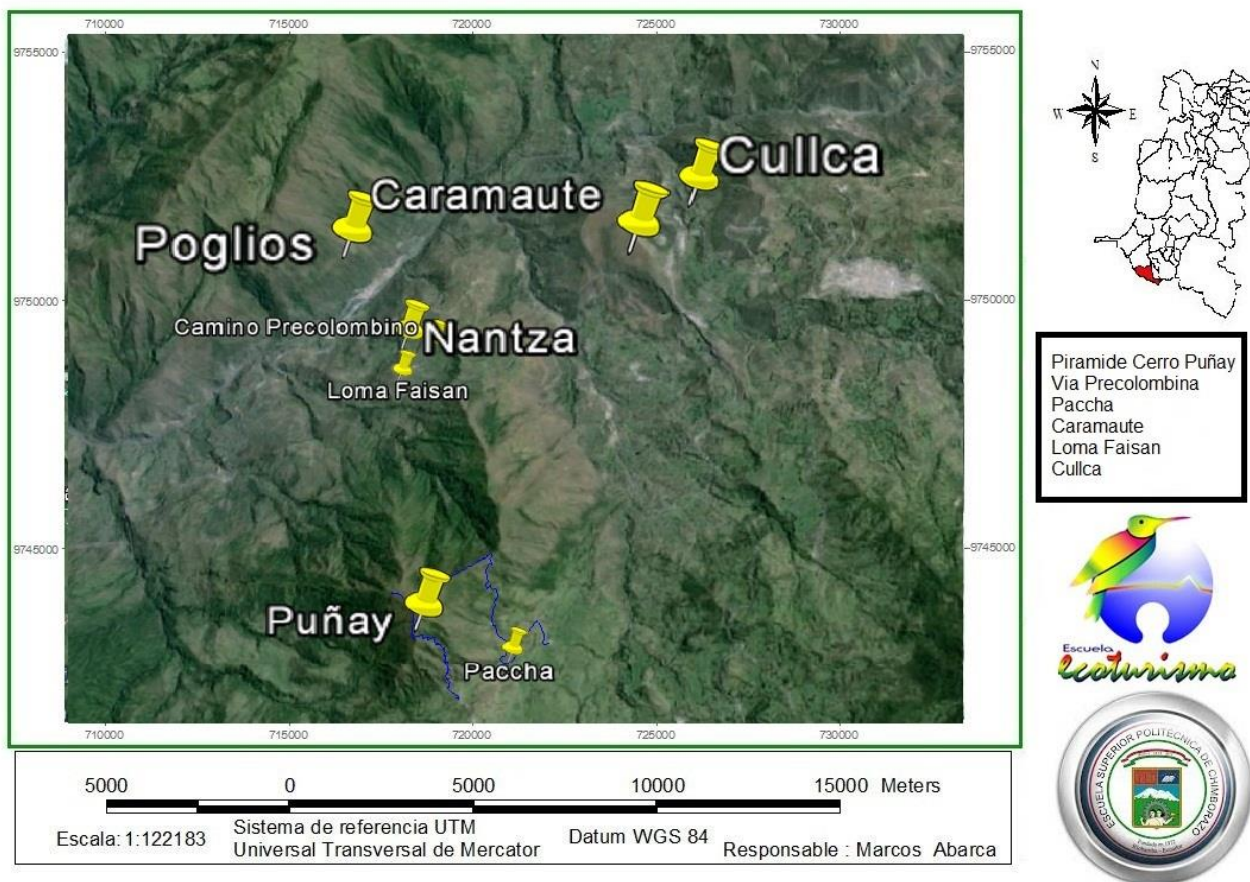 710000 715000 720000 725000 730000
9755000 9755000
N
W E
S
Cullca
Caramaute
Poglios
9750000 9750000
Camino Precolombino
Nantza
Loma Faisan
Piramide Cerro Puñay
Via Precolombina
Paccha
Caramaute
Loma Faisan
Cullca
9745000 9745000
Puñay
Paccha
710000 715000 720000 725000 730000
Escuela
ecoturismo
ESCUELA SUPERIOR POLITECNICA DE CHIMBORAZO
5000 0 5000 10000 15000 Meters
Escala: 1:122183
Sistema de referencia UTM
Universal Transversal de Mercator
Datum WGS 84
Responsable : Marcos Abarca